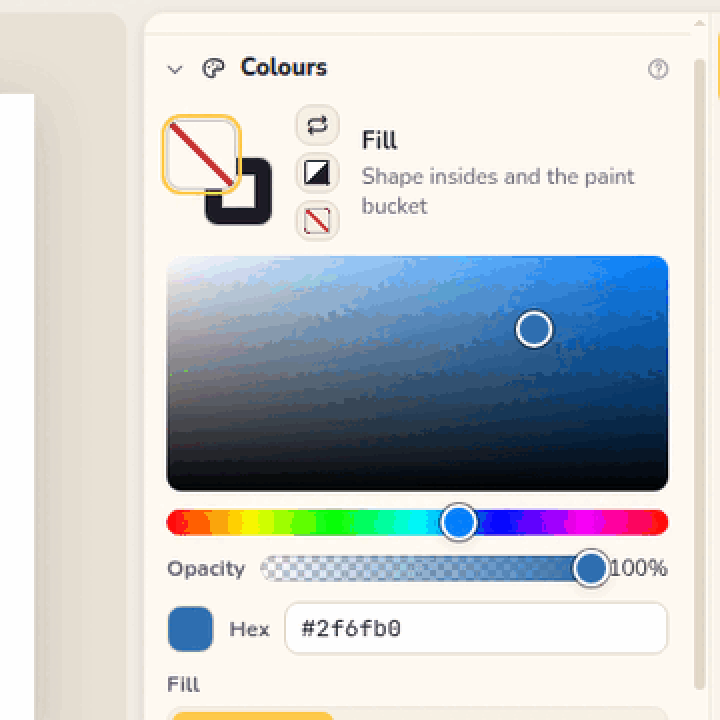 Colours
Fill
Shape insides and the paint
bucket
Opacity
100%
Hex
#2f6fb0
Fill